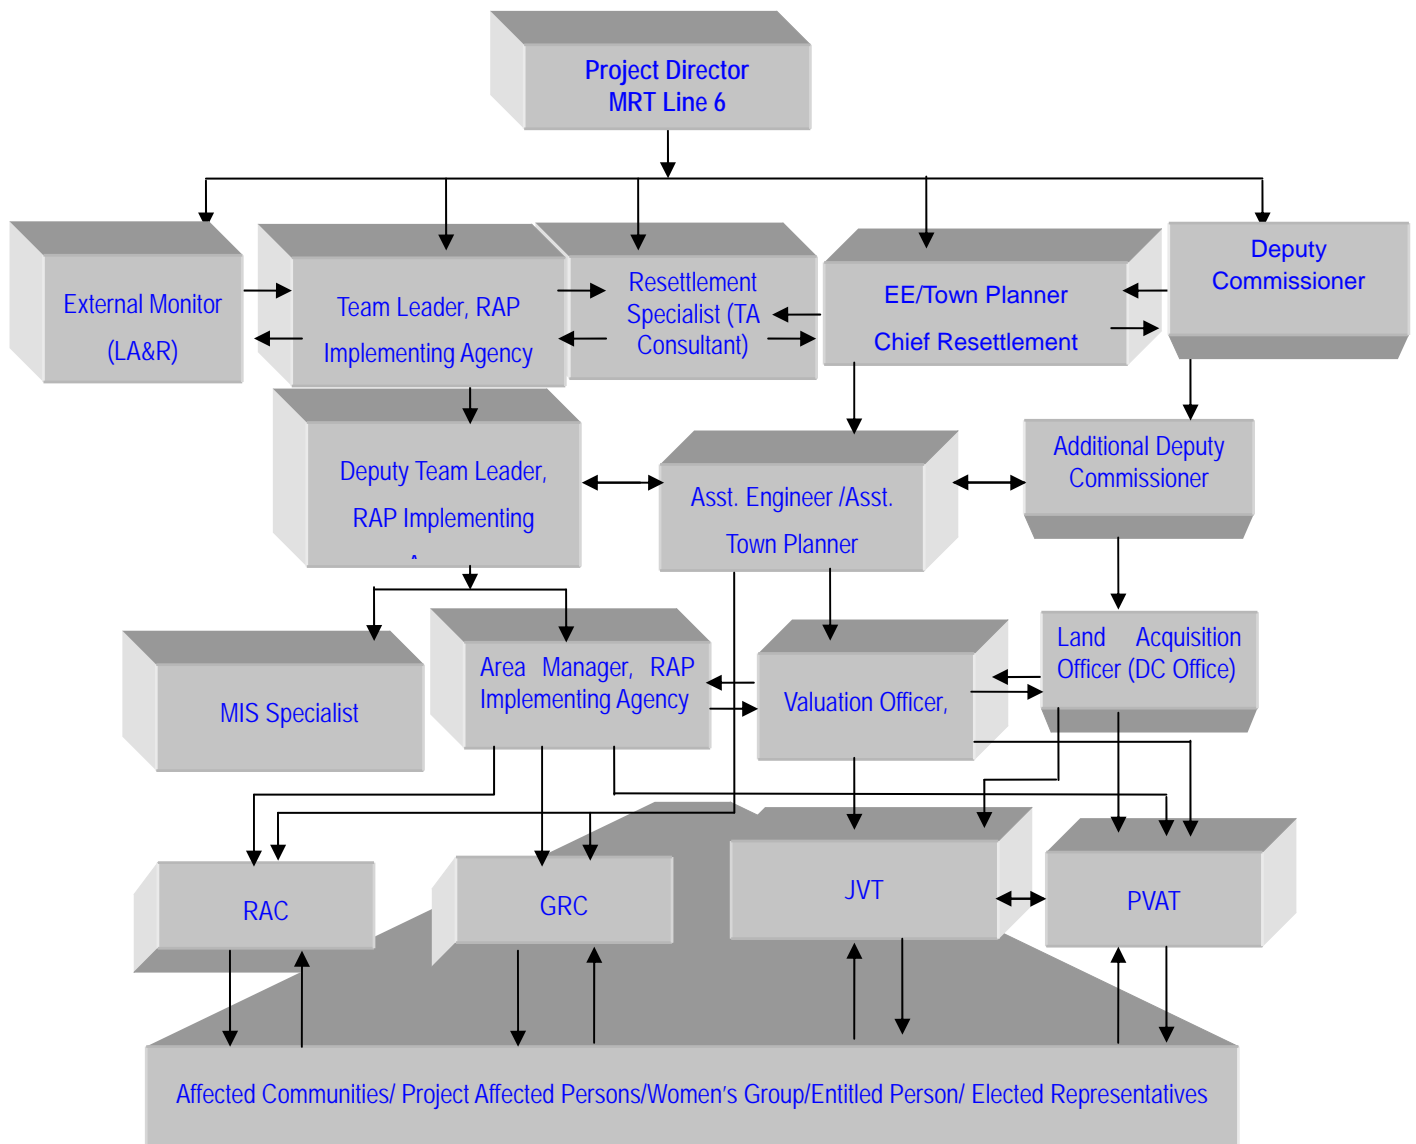 Project Director
MRT Line 6
External Monitor
(LA&R)
Team Leader, RAP
Implementing Agency
Resettlement
Specialist (TA
Consultant)
EE/Town Planner
Chief Resettlement
Deputy
Commissioner
Deputy Team Leader,
RAP Implementing
Asst. Engineer /Asst.
Town Planner
Additional Deputy
Commissioner
MIS Specialist
Area Manager, RAP
Implementing Agency
Valuation Officer,
Land Acquisition
Officer (DC Office)
RAC
GRC
JVT
PVAT
Affected Communities/ Project Affected Persons/Women's Group/Entitled Person/ Elected Representatives